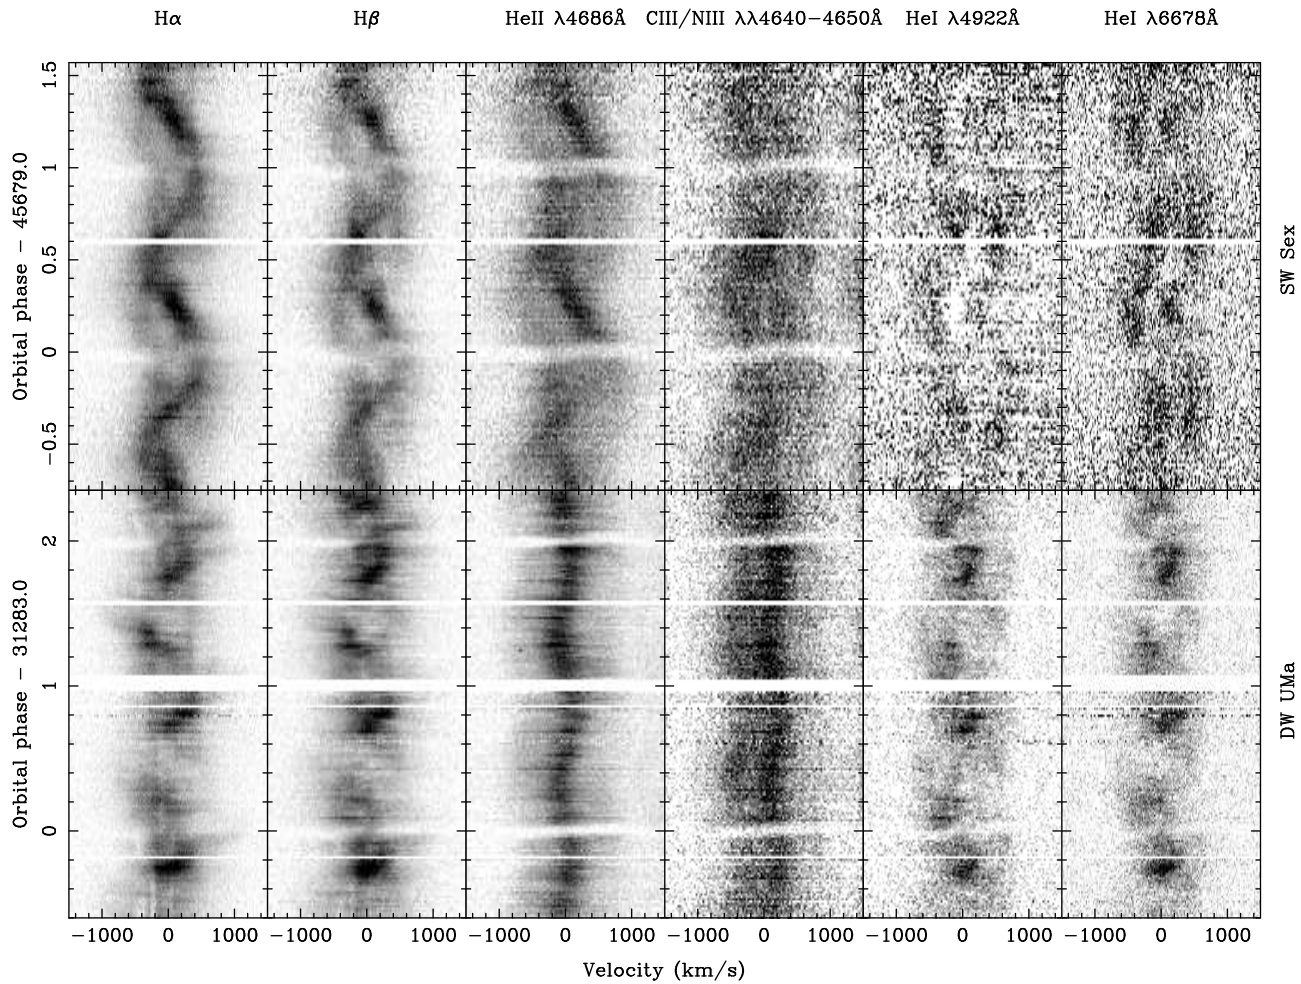 Hα Hβ HeII λ4686Å CIII/NIII λλ4640−4650Å HeI λ4922Å HeI λ6678Å
1.5
1
0.5
0
−0.5
Orbital phase − 45679.0
SW Sex
2
1
0
Orbital phase − 31283.0
DW UMa
−1000 0 1000 −1000 0 1000 −1000 0 1000 −1000 0 1000 −1000 0 1000 −1000 0 1000
Velocity (km/s)